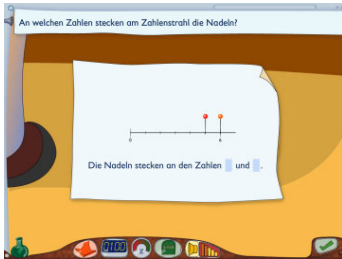 An welchen Zahlen stecken am Zahlenstrahl die Nadeln?
0 6
Die Nadeln stecken an den Zahlen und .